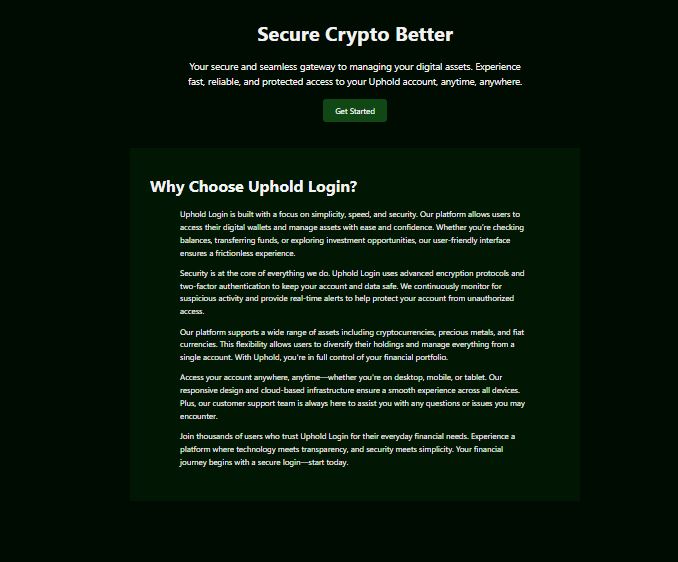 Secure Crypto Better
Your secure and seamless gateway to managing your digital assets. Experience
fast, reliable, and protected access to your Uphold account, anytime, anywhere.
Get Started
Why Choose Uphold Login?
Uphold Login is built with a focus on simplicity, speed, and security. Our platform allows users to
access their digital wallets and manage assets with ease and confidence. Whether you're checking
balances, transferring funds, or exploring investment opportunities, our user-friendly interface
ensures a frictionless experience.
Security is at the core of everything we do. Uphold Login uses advanced encryption protocols and
two-factor authentication to keep your account and data safe. We continuously monitor for
suspicious activity and provide real-time alerts to help protect your account from unauthorized
access.
Our platform supports a wide range of assets including cryptocurrencies, precious metals, and fiat
currencies. This flexibility allows users to diversify their holdings and manage everything from a
single account. With Uphold, you're in full control of your financial portfolio.
Access your account anywhere, anytime—whether you're on desktop, mobile, or tablet. Our
responsive design and cloud-based infrastructure ensure a smooth experience across all devices.
Plus, our customer support team is always here to assist you with any questions or issues you may
encounter.
Join thousands of users who trust Uphold Login for their everyday financial needs. Experience a
platform where technology meets transparency, and security meets simplicity. Your financial
journey begins with a secure login—start today.